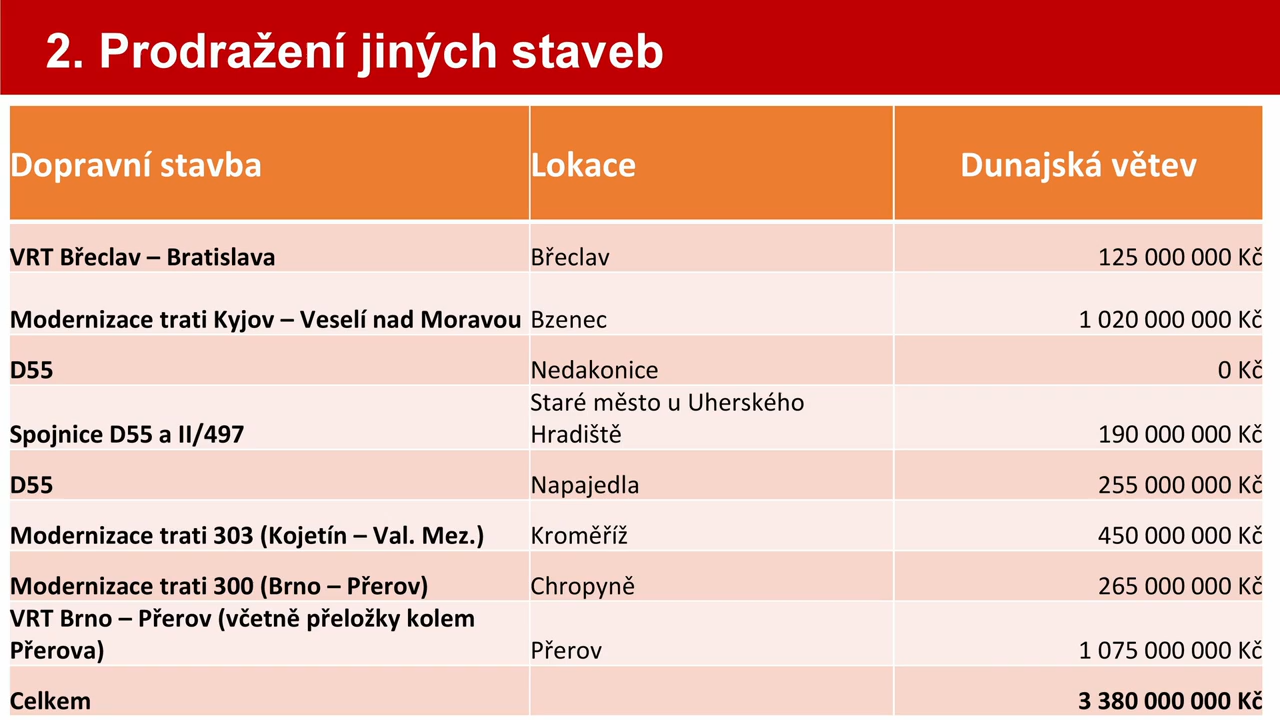 2. Prodražení jiných staveb
Dopravní stavba Lokace Dunajská větev
VRT Břeclav – Bratislava Břeclav 125 000 000 Kč
Modernizace trati Kyjov – Veselí nad Moravou Bzenec 1 020 000 000 Kč
D55 Nedakonice 0 Kč
Staré město u Uherského
Spojnice D55 a II/497 Hradiště 190 000 000 Kč
D55 Napajedla 255 000 000 Kč
Modernizace trati 303 (Kojetín – Val. Mez.) Kroměříž 450 000 000 Kč
Modernizace trati 300 (Brno – Přerov) Chropyně 265 000 000 Kč
VRT Brno – Přerov (včetně přeložky kolem
Přerova) Přerov 1 075 000 000 Kč
Celkem 3 380 000 000 Kč